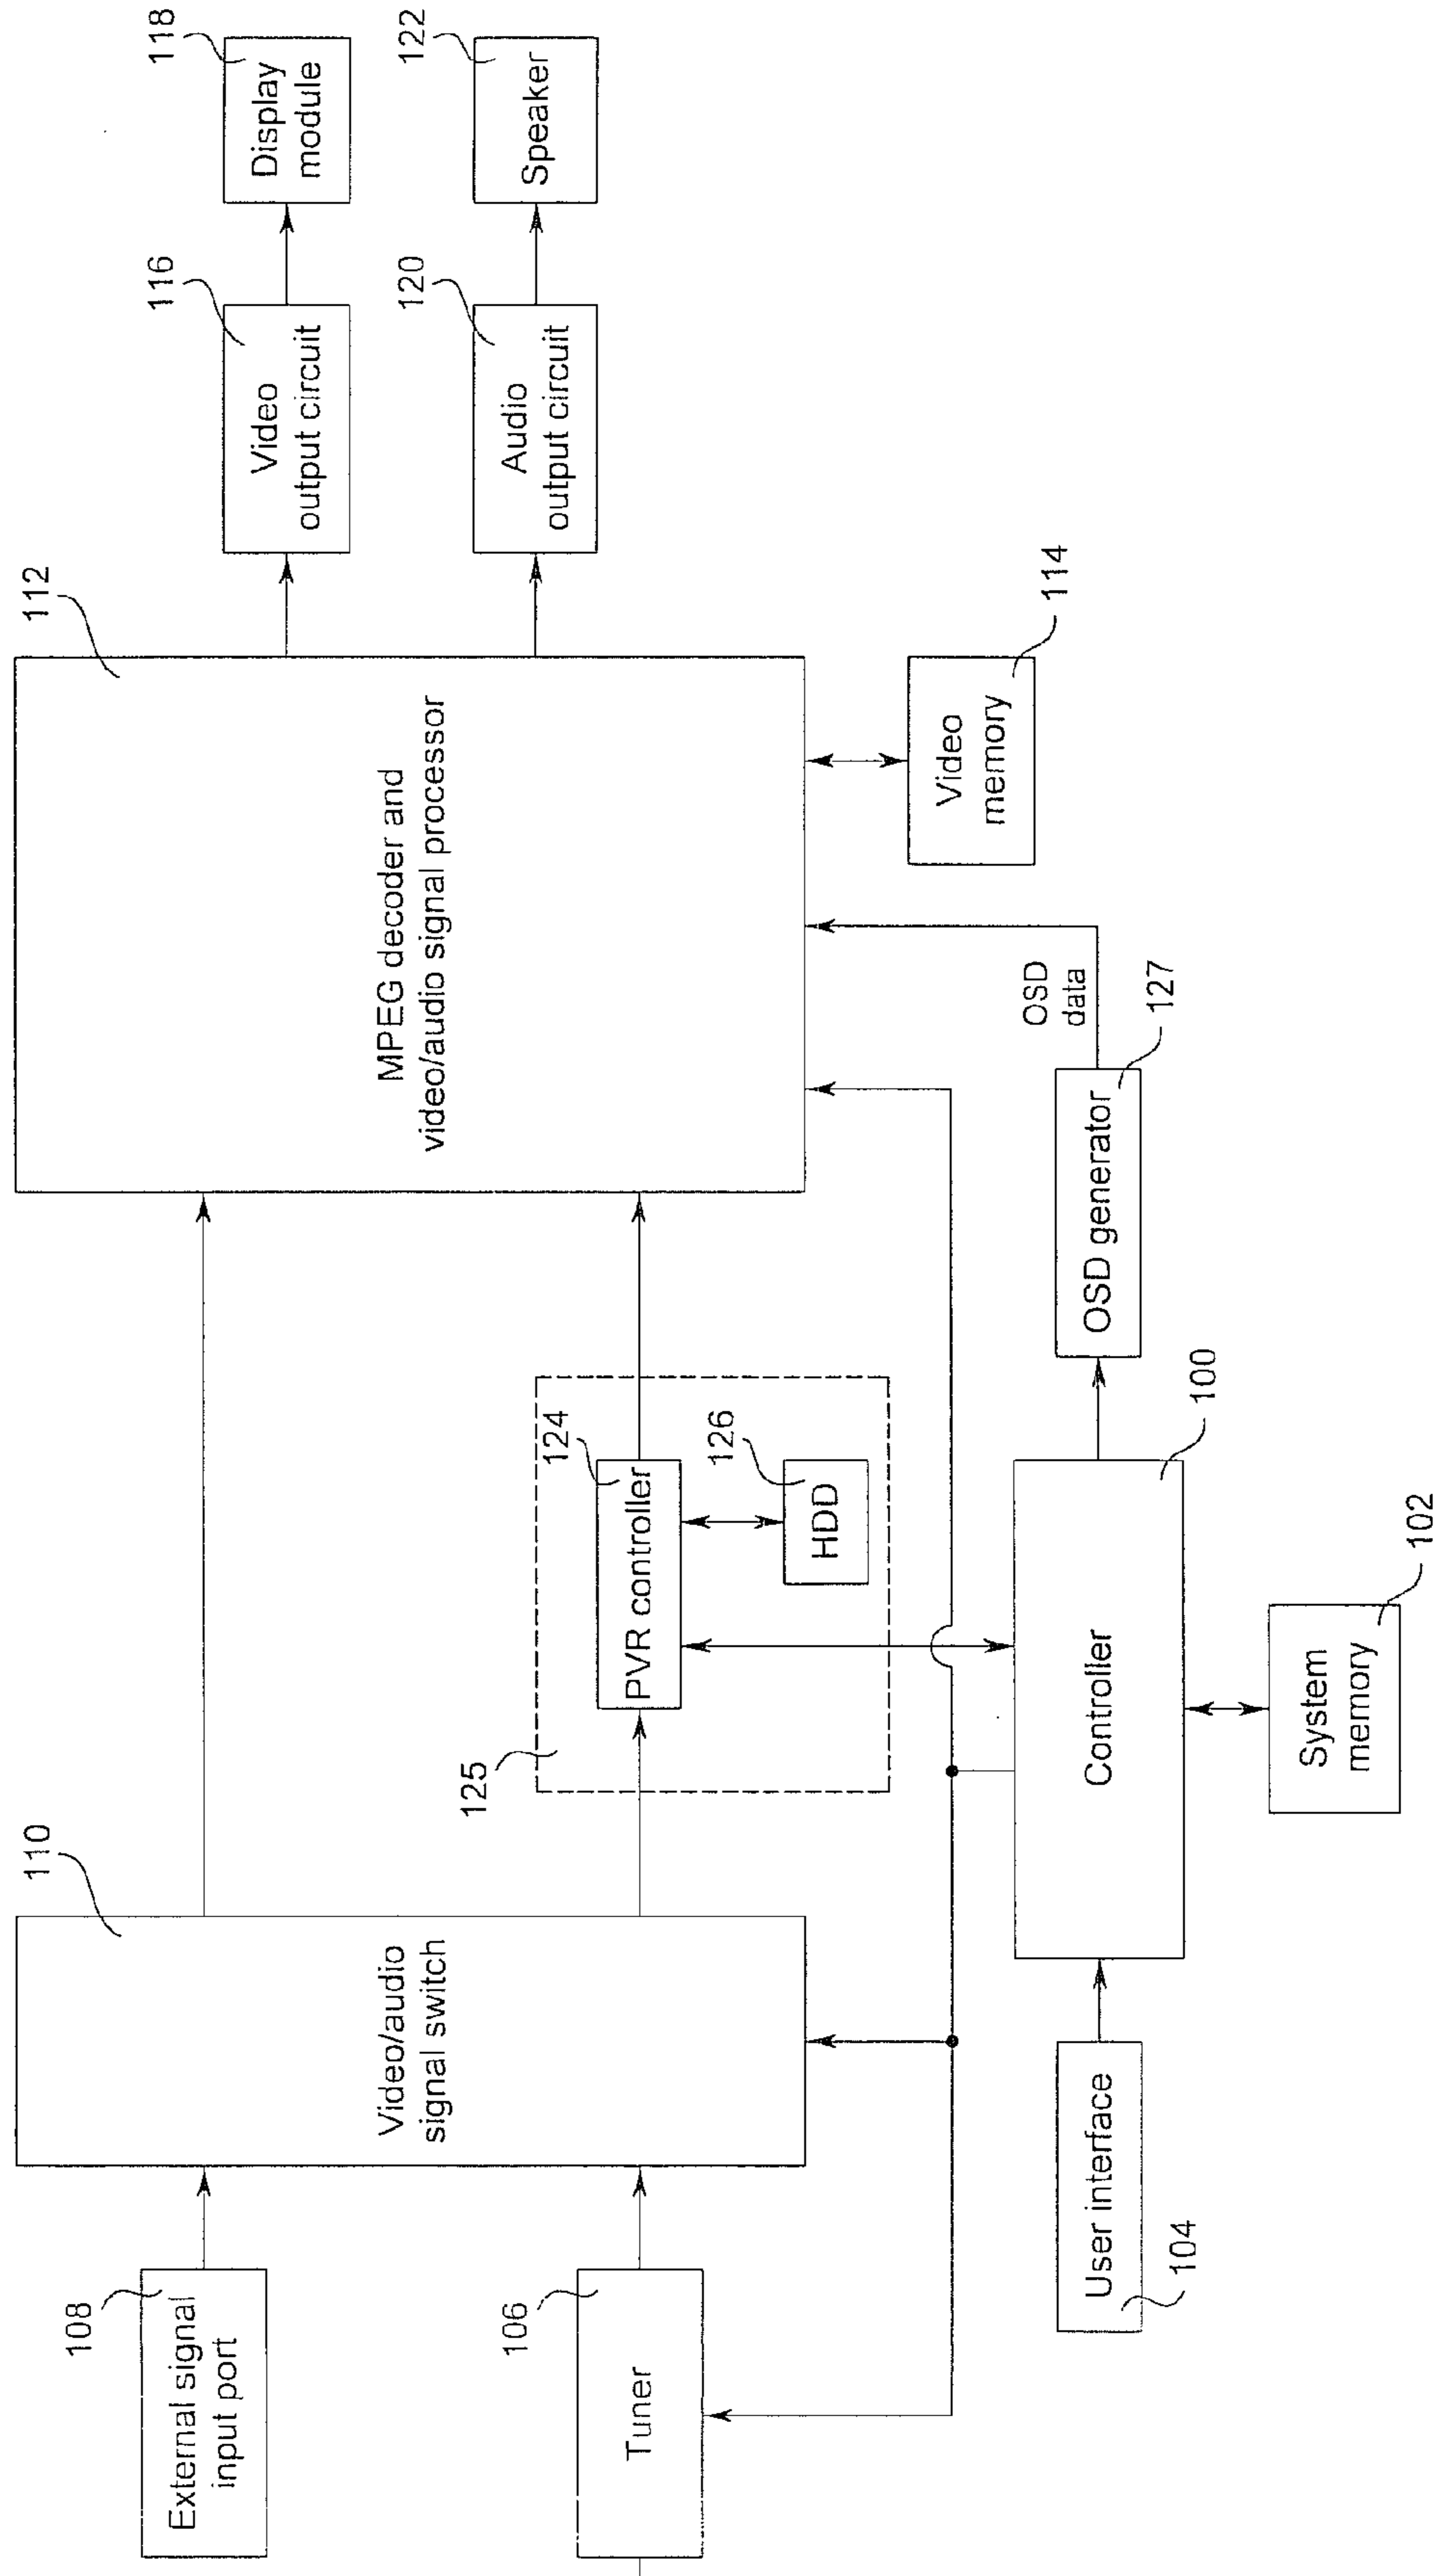 108
External signal
input port
106
Tuner
110
Video/audio
signal switch
125
124
PVR controller
126
HDD
112
MPEG decoder and
video/audio signal processor
116
Video
output circuit
118
Display
module
120
Audio
output circuit
122
Speaker
114
Video
memory
104
User interface
100
Controller
102
System
memory
127
OSD generator
OSD
data